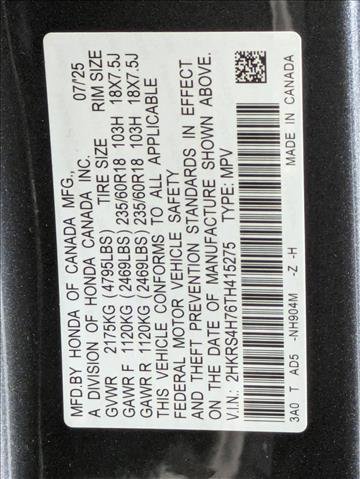 MFD.BY HONDA OF CANADA MFG., 07/25
A DIVISION OF HONDA CANADA INC.
TIRE SIZE RIM SIZE
GVWR 2175KG (4795LBS)
GAWR F 1120KG (2469LBS) 235/60R18 103H 18X7.5J
GAWR R 1120KG (2469LBS) 235/60R18 103H 18X7.5J
THIS VEHICLE CONFORMS TO ALL APPLICABLE
FEDERAL MOTOR VEHICLE SAFETY
AND THEFT PREVENTION STANDARDS IN EFFECT
ON THE DATE OF MANUFACTURE SHOWN ABOVE.
V.I.N: 2HKRS4H76TH415275 TYPE: MPV
3A0 T AD5 -NH904M -Z -H MADE IN CANADA